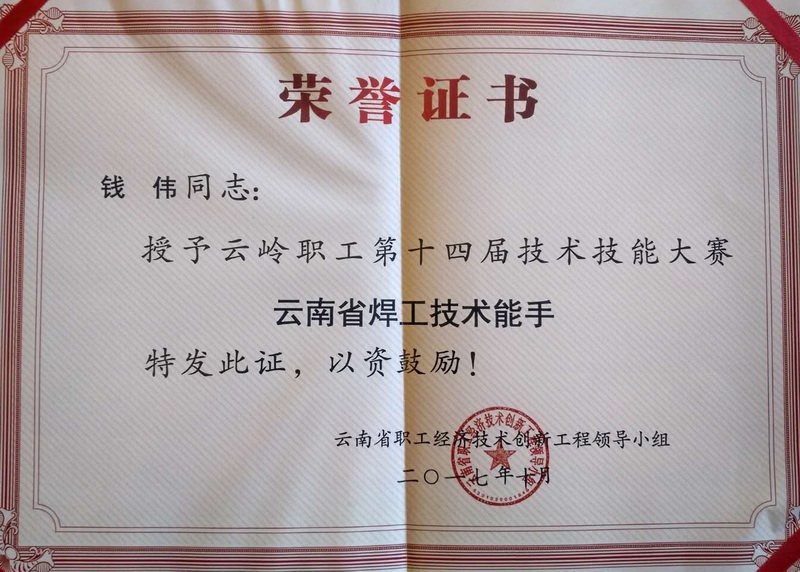 荣誉证书
钱 伟同志：
授予云岭职工第十四届技术技能大赛
云南省焊工技术能手
特发此证，以资鼓励！
云南省职工经济技术创新工程领导小组
二〇一七年十月